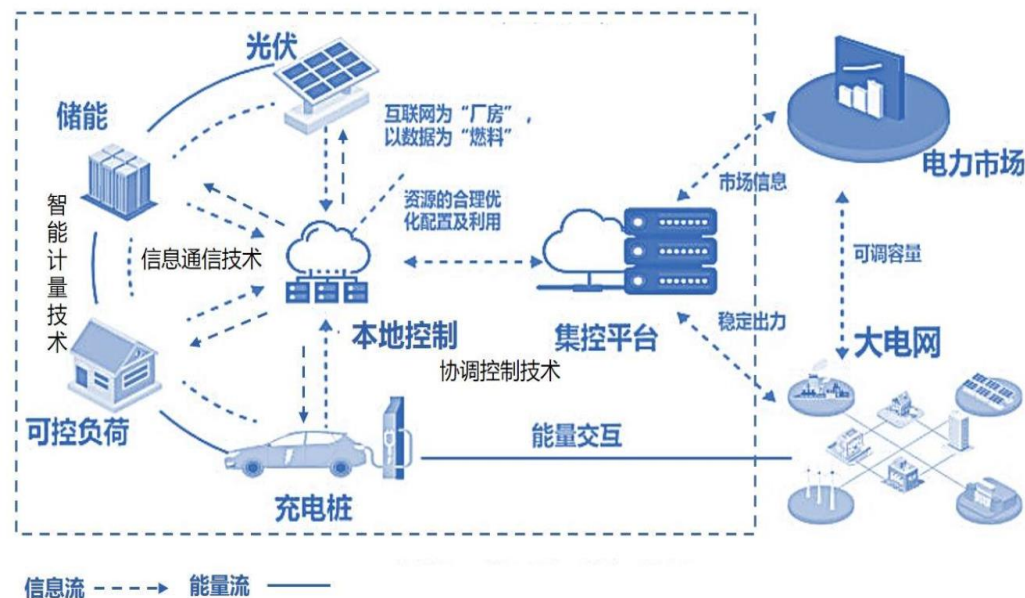 光伏
储能
互联网为“厂房”，
以数据为“燃料”
电力市场
市场信息
资源的合理优
化配置及利用
智能计量技术
信息通信技术
可调容量
本地控制
集控平台
稳定出力
大电网
协调控制技术
可控负荷
能量交互
充电桩
信息流
能量流